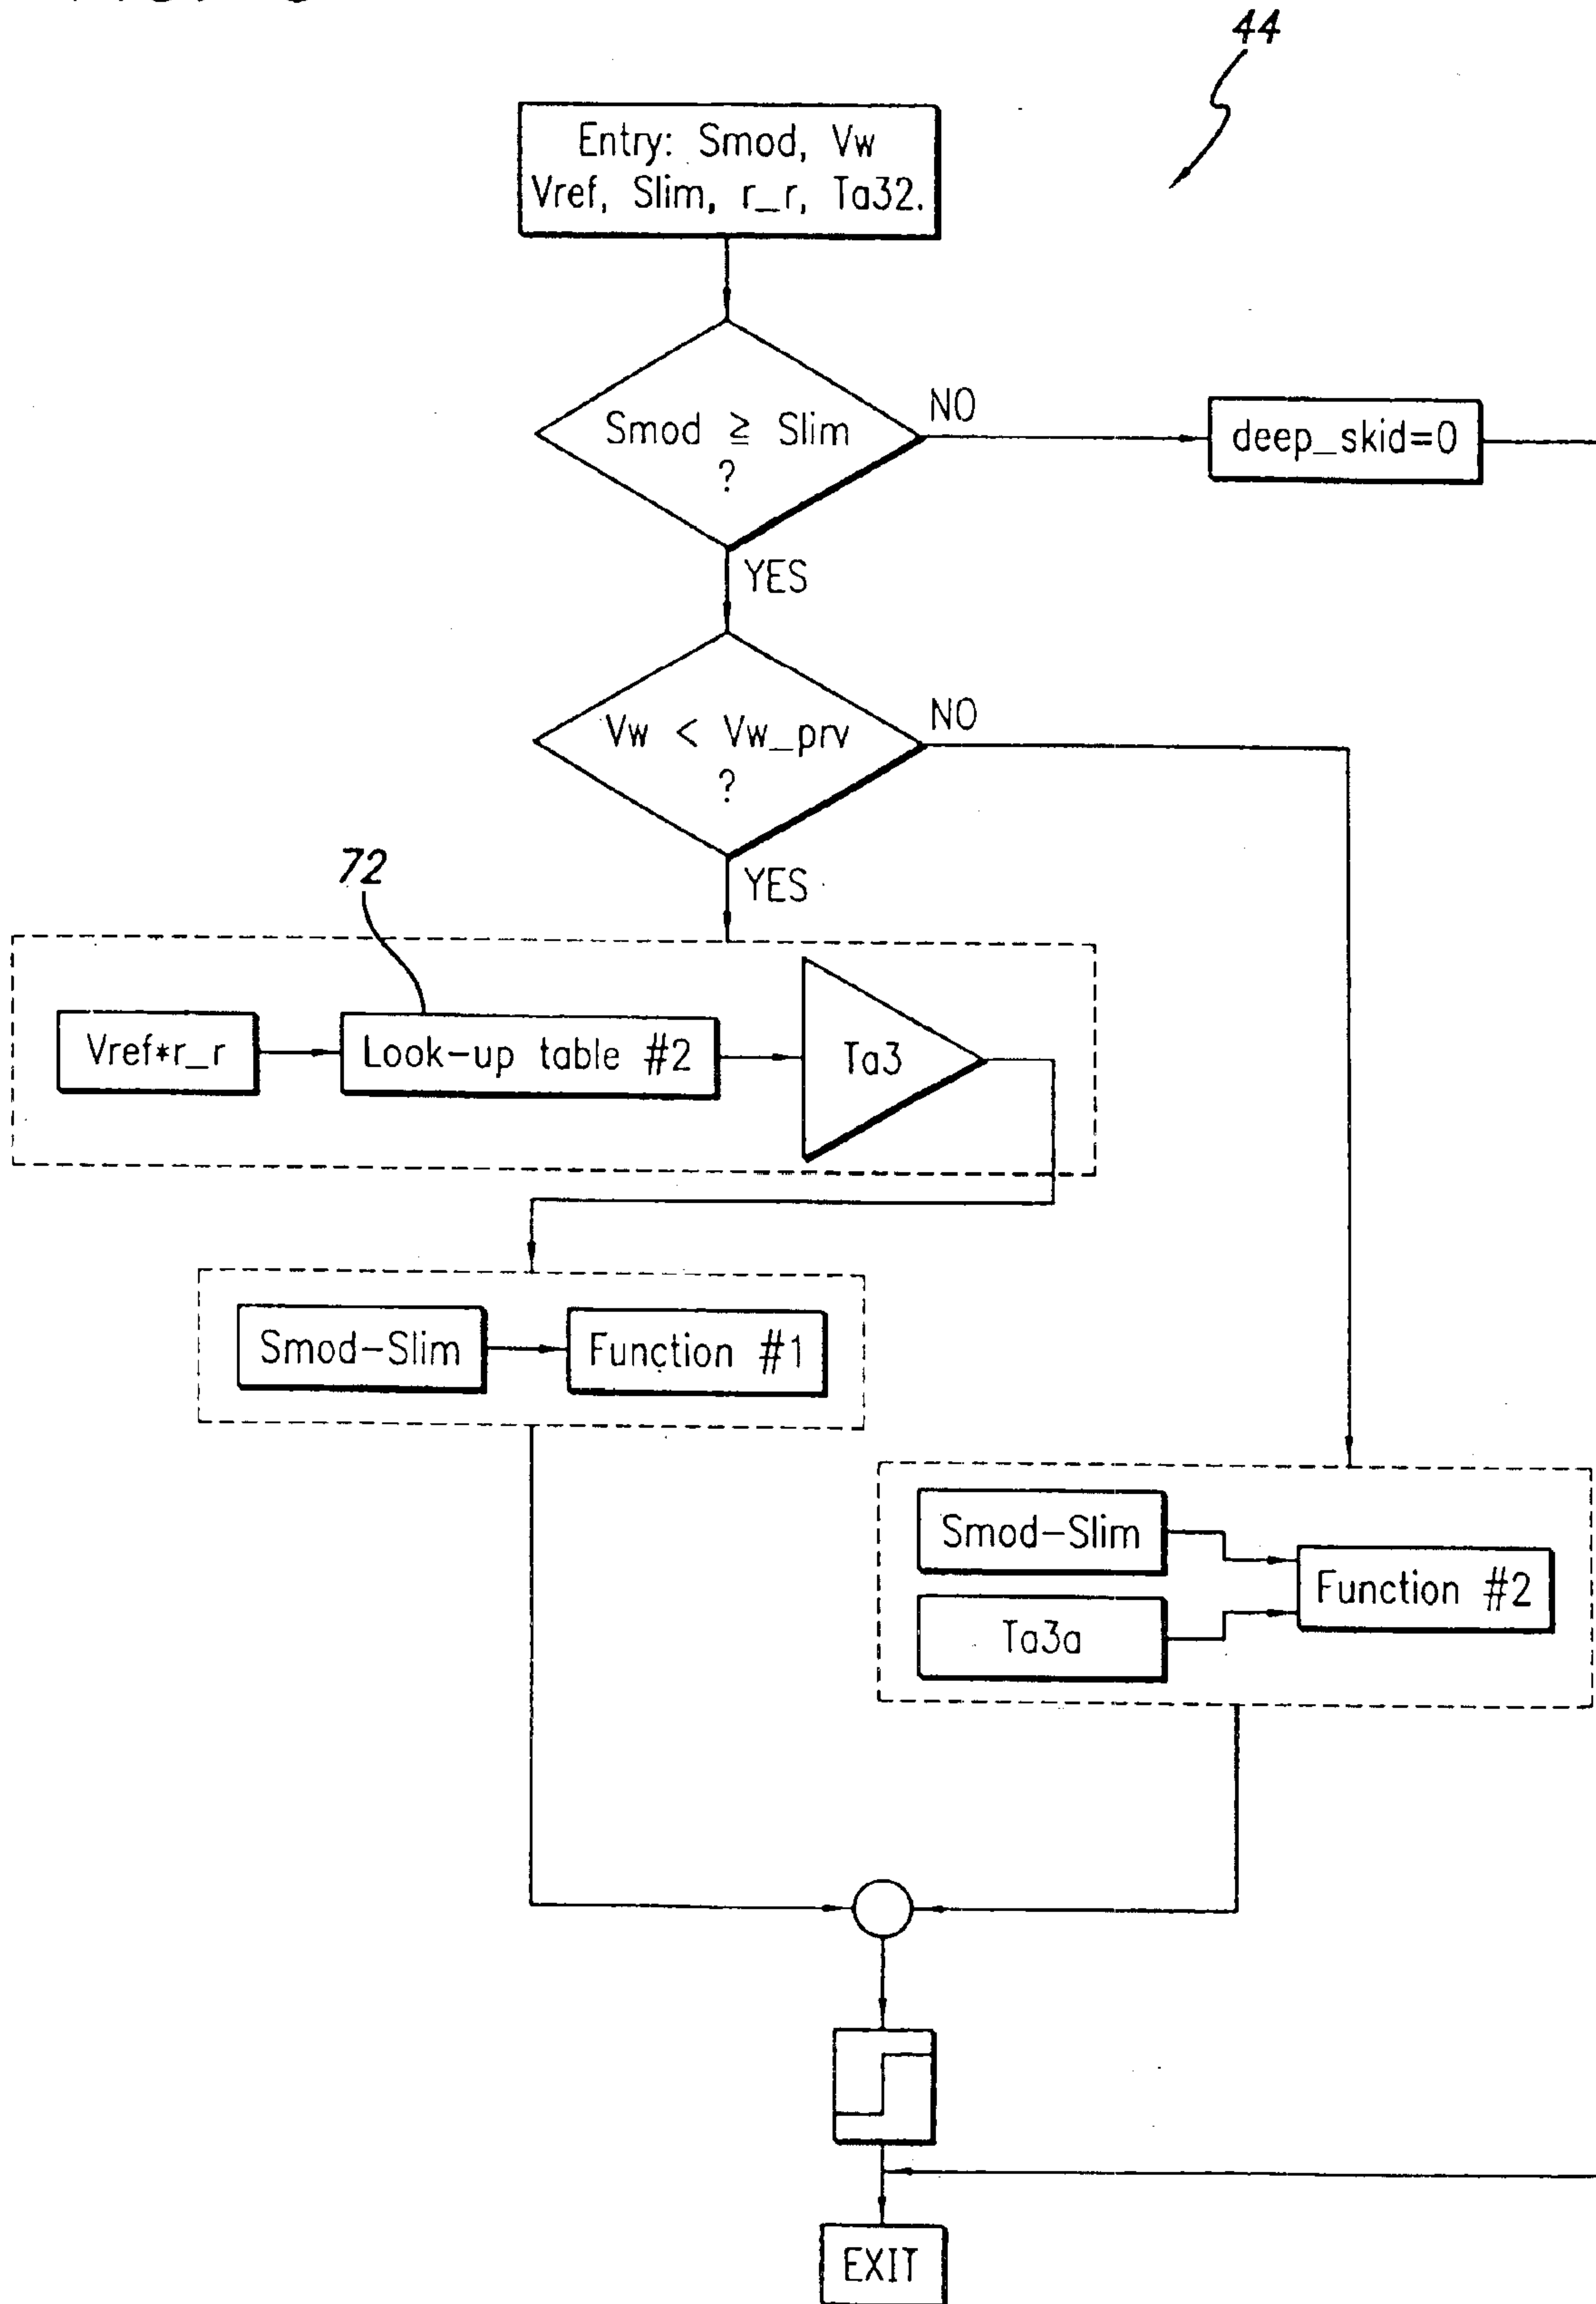 44
Entry: Smod, Vw
Vref, Slim, r_r, Ta32.
Smod ≧ Slim
?
NO
deep_skid=0
YES
Vw < Vw_prv
?
NO
YES
72
Vref*r_r
Look-up table #2
Ta3
Smod-Slim
Function #1
Smod-Slim
Function #2
Ta3a
EXIT